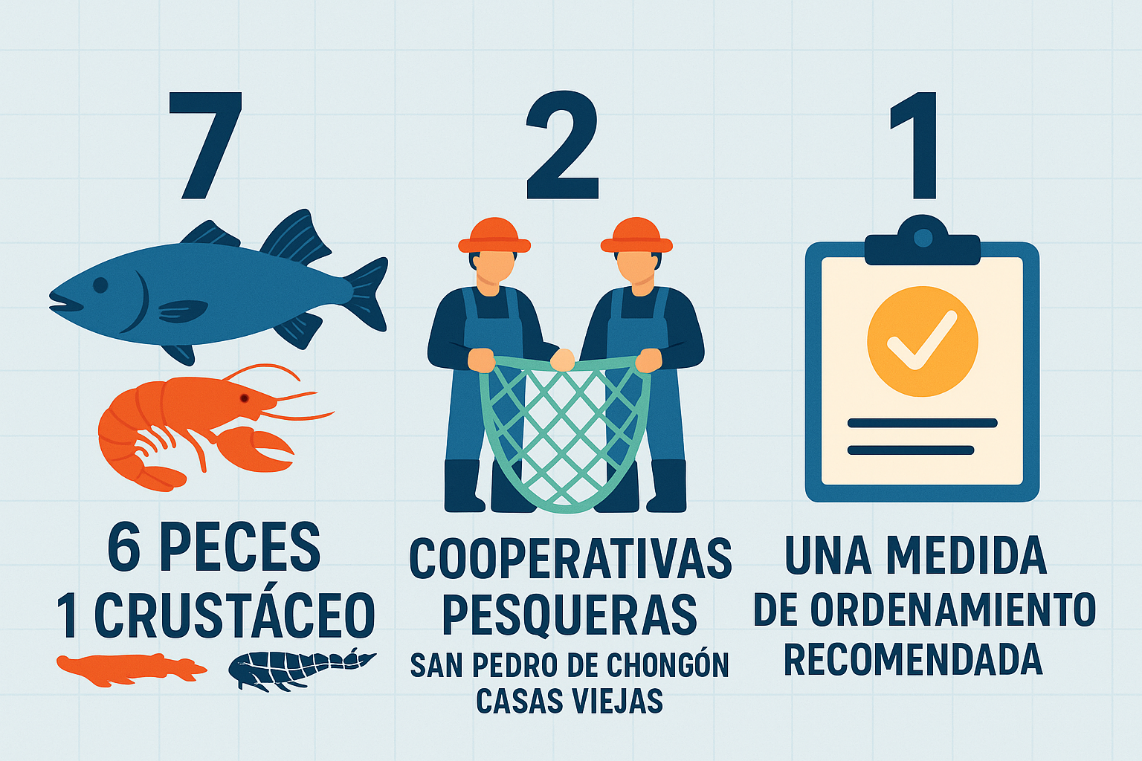 7
6 PECES
1 CRUSTÁCEO
2
COOPERATIVAS
PESQUERAS
SAN PEDRO DE CHONGÓN
CASAS VIEJAS
1
UNA MEDIDA
DE ORDENAMIENTO
RECOMENDADA